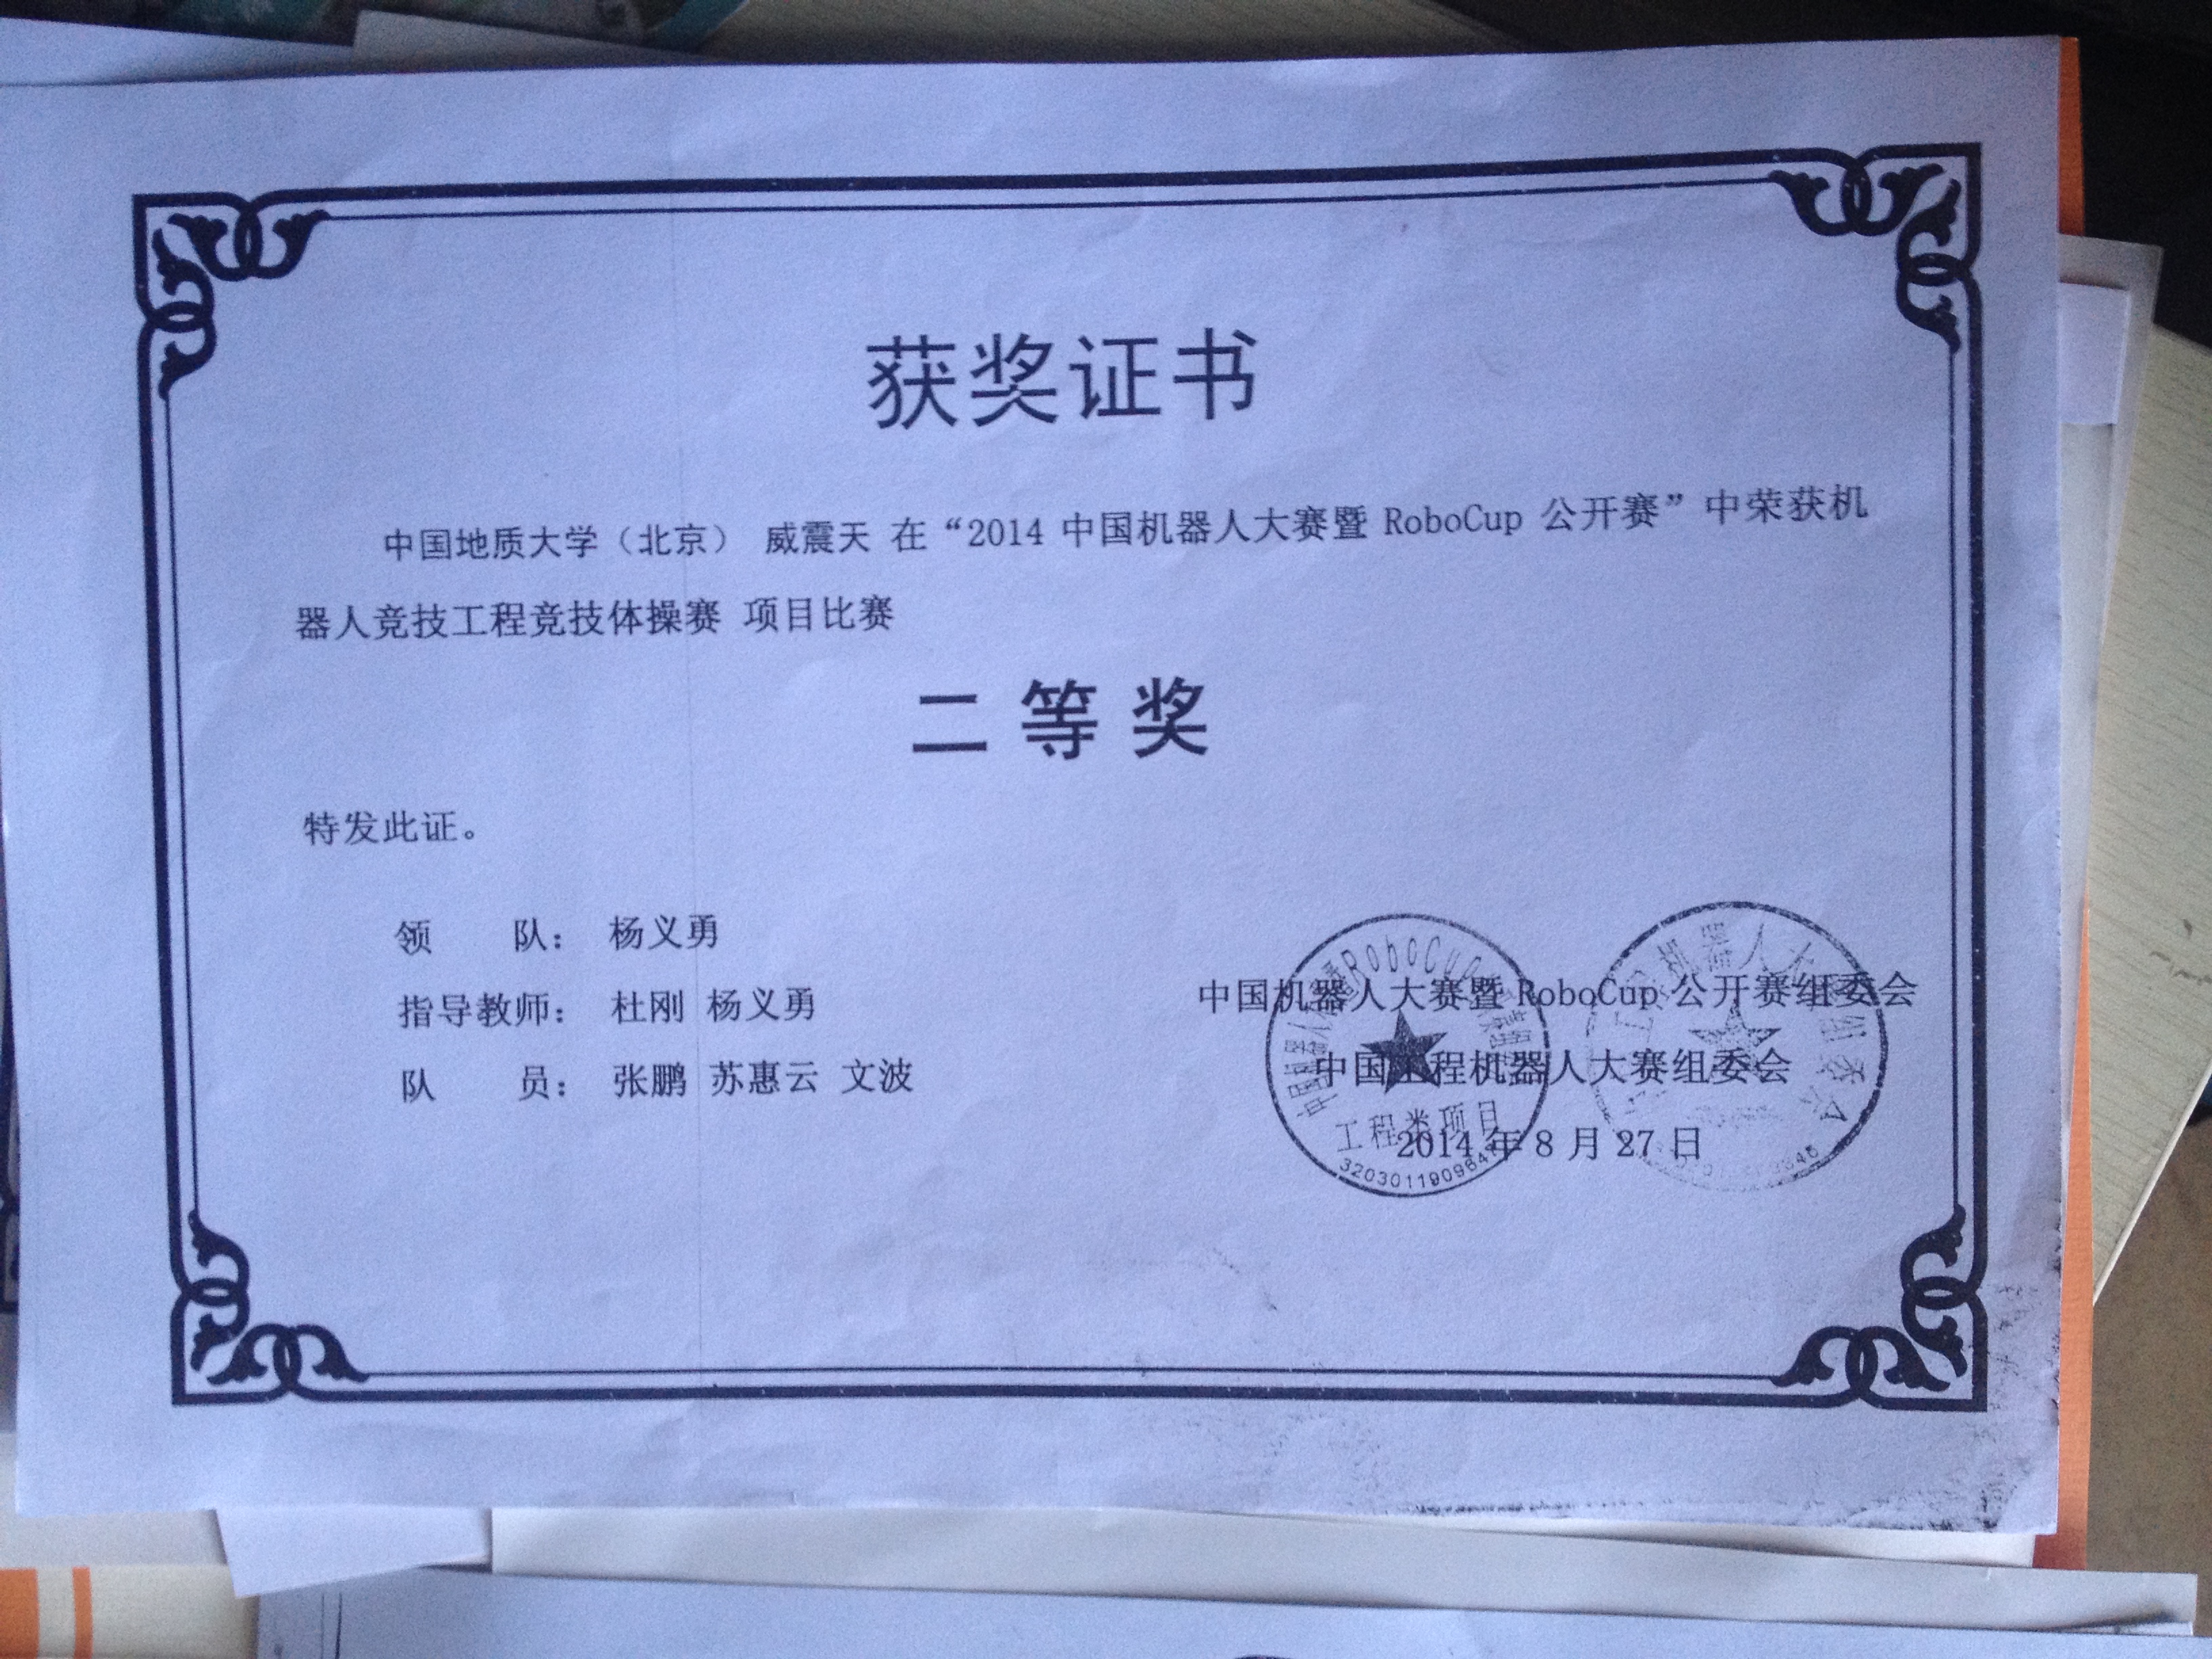 获奖证书
中国地质大学（北京） 威震天 在“2014 中国机器人大赛暨 RoboCup 公开赛”中荣获机
器人竞技工程竞技体操赛 项目比赛
二等奖
特发此证。
领 队： 杨义勇
指导教师： 杜刚 杨义勇
队 员： 张鹏 苏惠云 文波
中国机器人大赛暨 RoboCup 公开赛组委会
中国工程机器人大赛组委会
2014 年 8 月 27 日
工程类项目